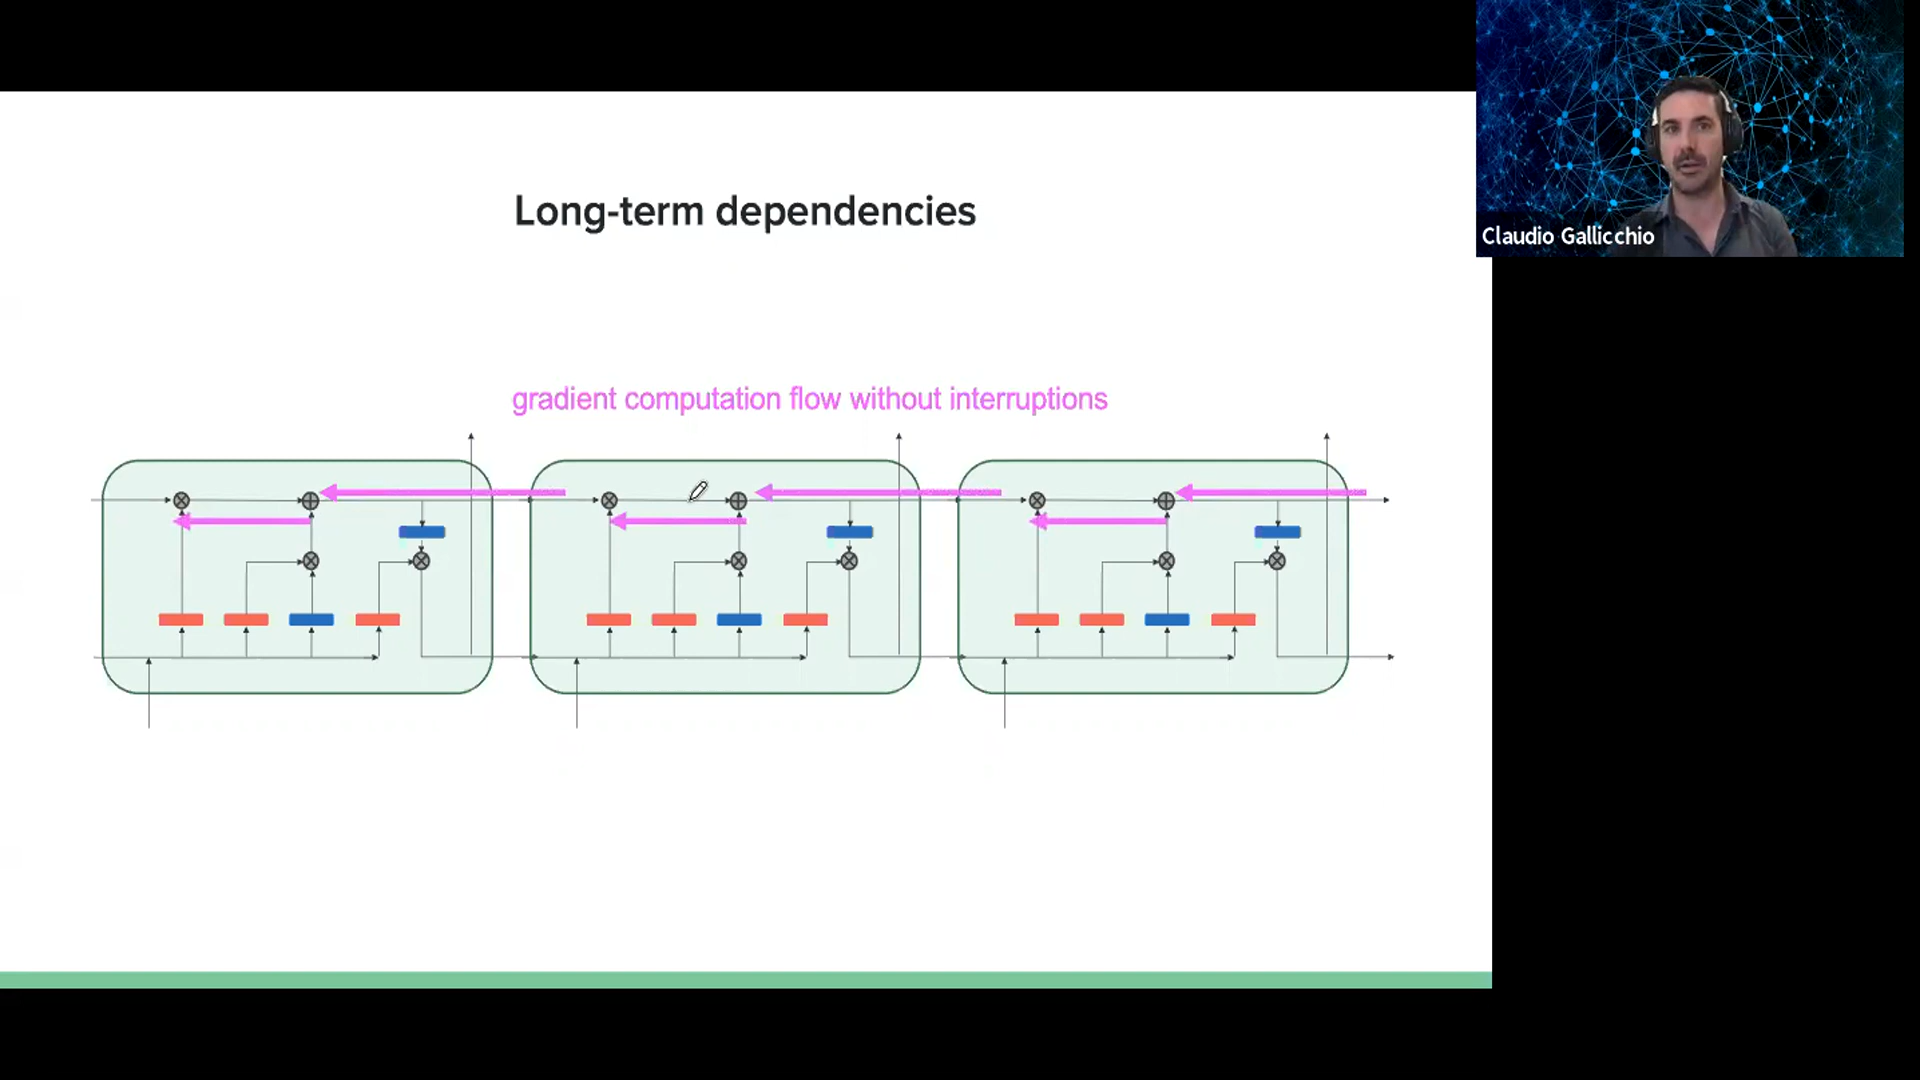 Long-term dependencies
Claudio Gallicchio
gradient computation flow without interruptions